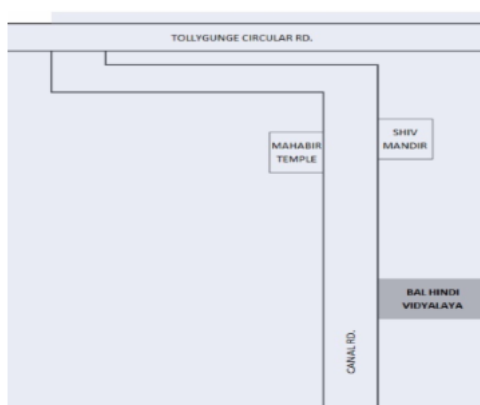 TOLLYGUNGE CIRCULAR RD.
MAHABIR
TEMPLE
SHIV
MANDIR
BAL HINDI
VIDYALAYA
CANAL RD.